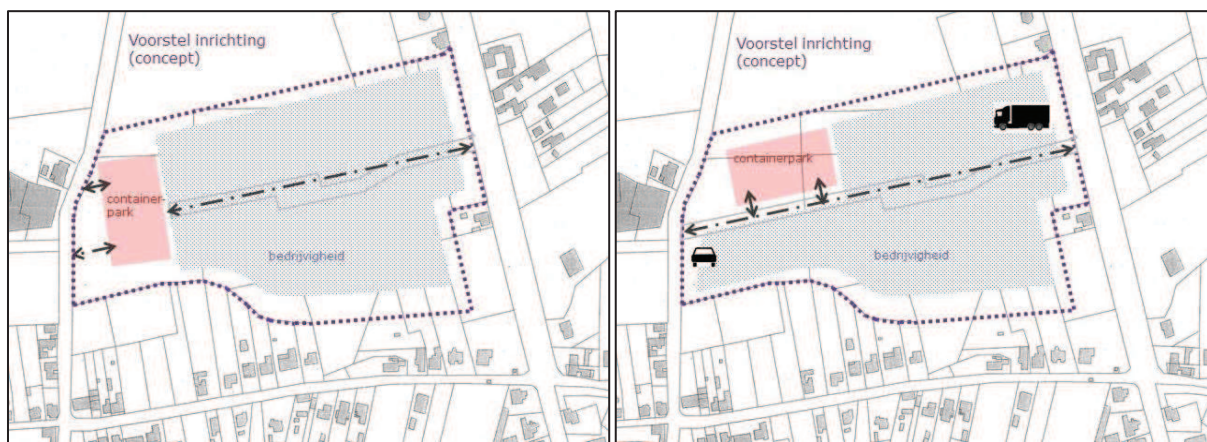 Voorstel inrichting
(concept)
container-
park
bedrijvigheid
Voorstel inrichting
(concept)
containerpark
bedrijvigheid